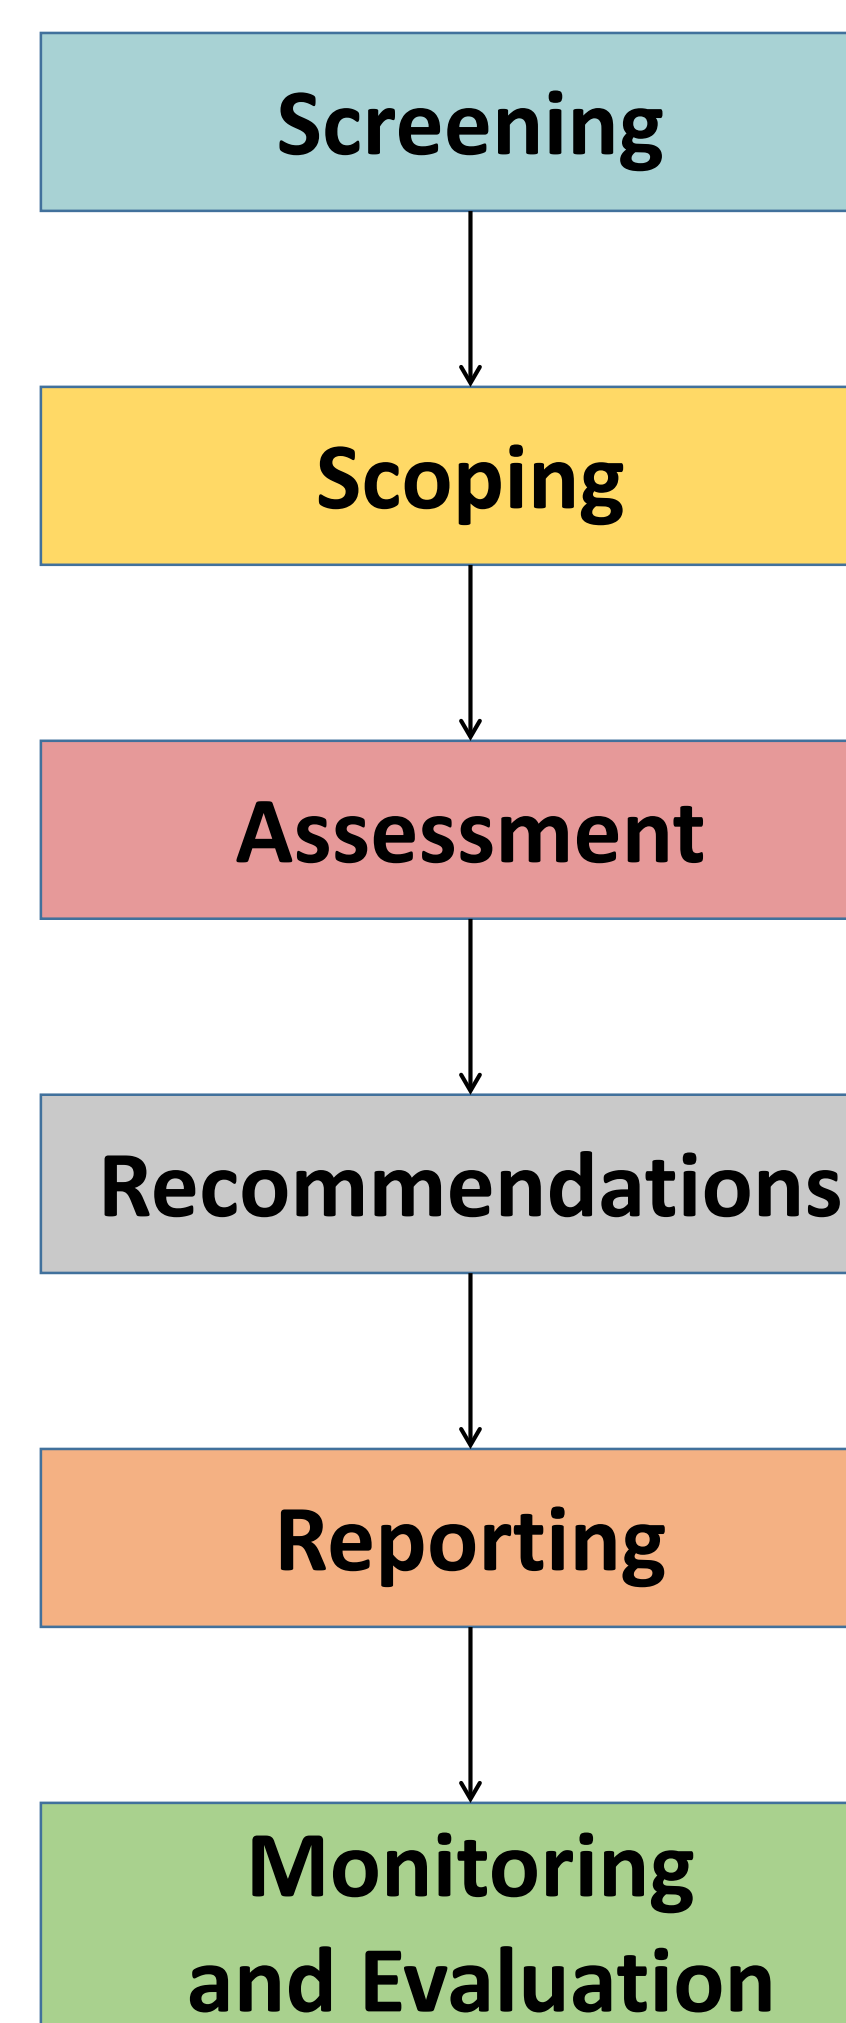 Screening
Scoping
Assessment
Recommendations
Reporting
Monitoring
and Evaluation